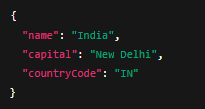 {
"name": "India",
"capital": "New Delhi",
"countryCode": "IN"
}